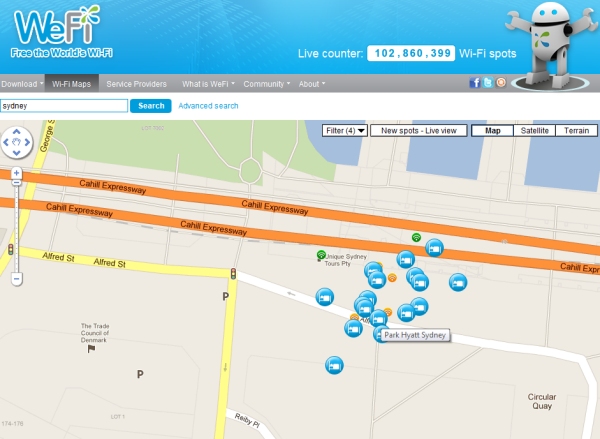 WeFi
Free the World's Wi-Fi
Live counter: 102,860,399 Wi-Fi spots
Download Wi-Fi Maps Service Providers What is WeFi Community About
sydney Search Advanced search
Filter (4) New spots - Live view Map Satellite Terrain
George S
Cahill Expressway
Cahill Expressway
Cahill Expressway
Cahill Expressway
Alfred St Alfred St
Unique Sydney
Tours Pty
P
The Trade
Council of
Denmark
Park Hyatt Sydney
P
Circular
Quay
Reiby Pl
LOT 1
174-176